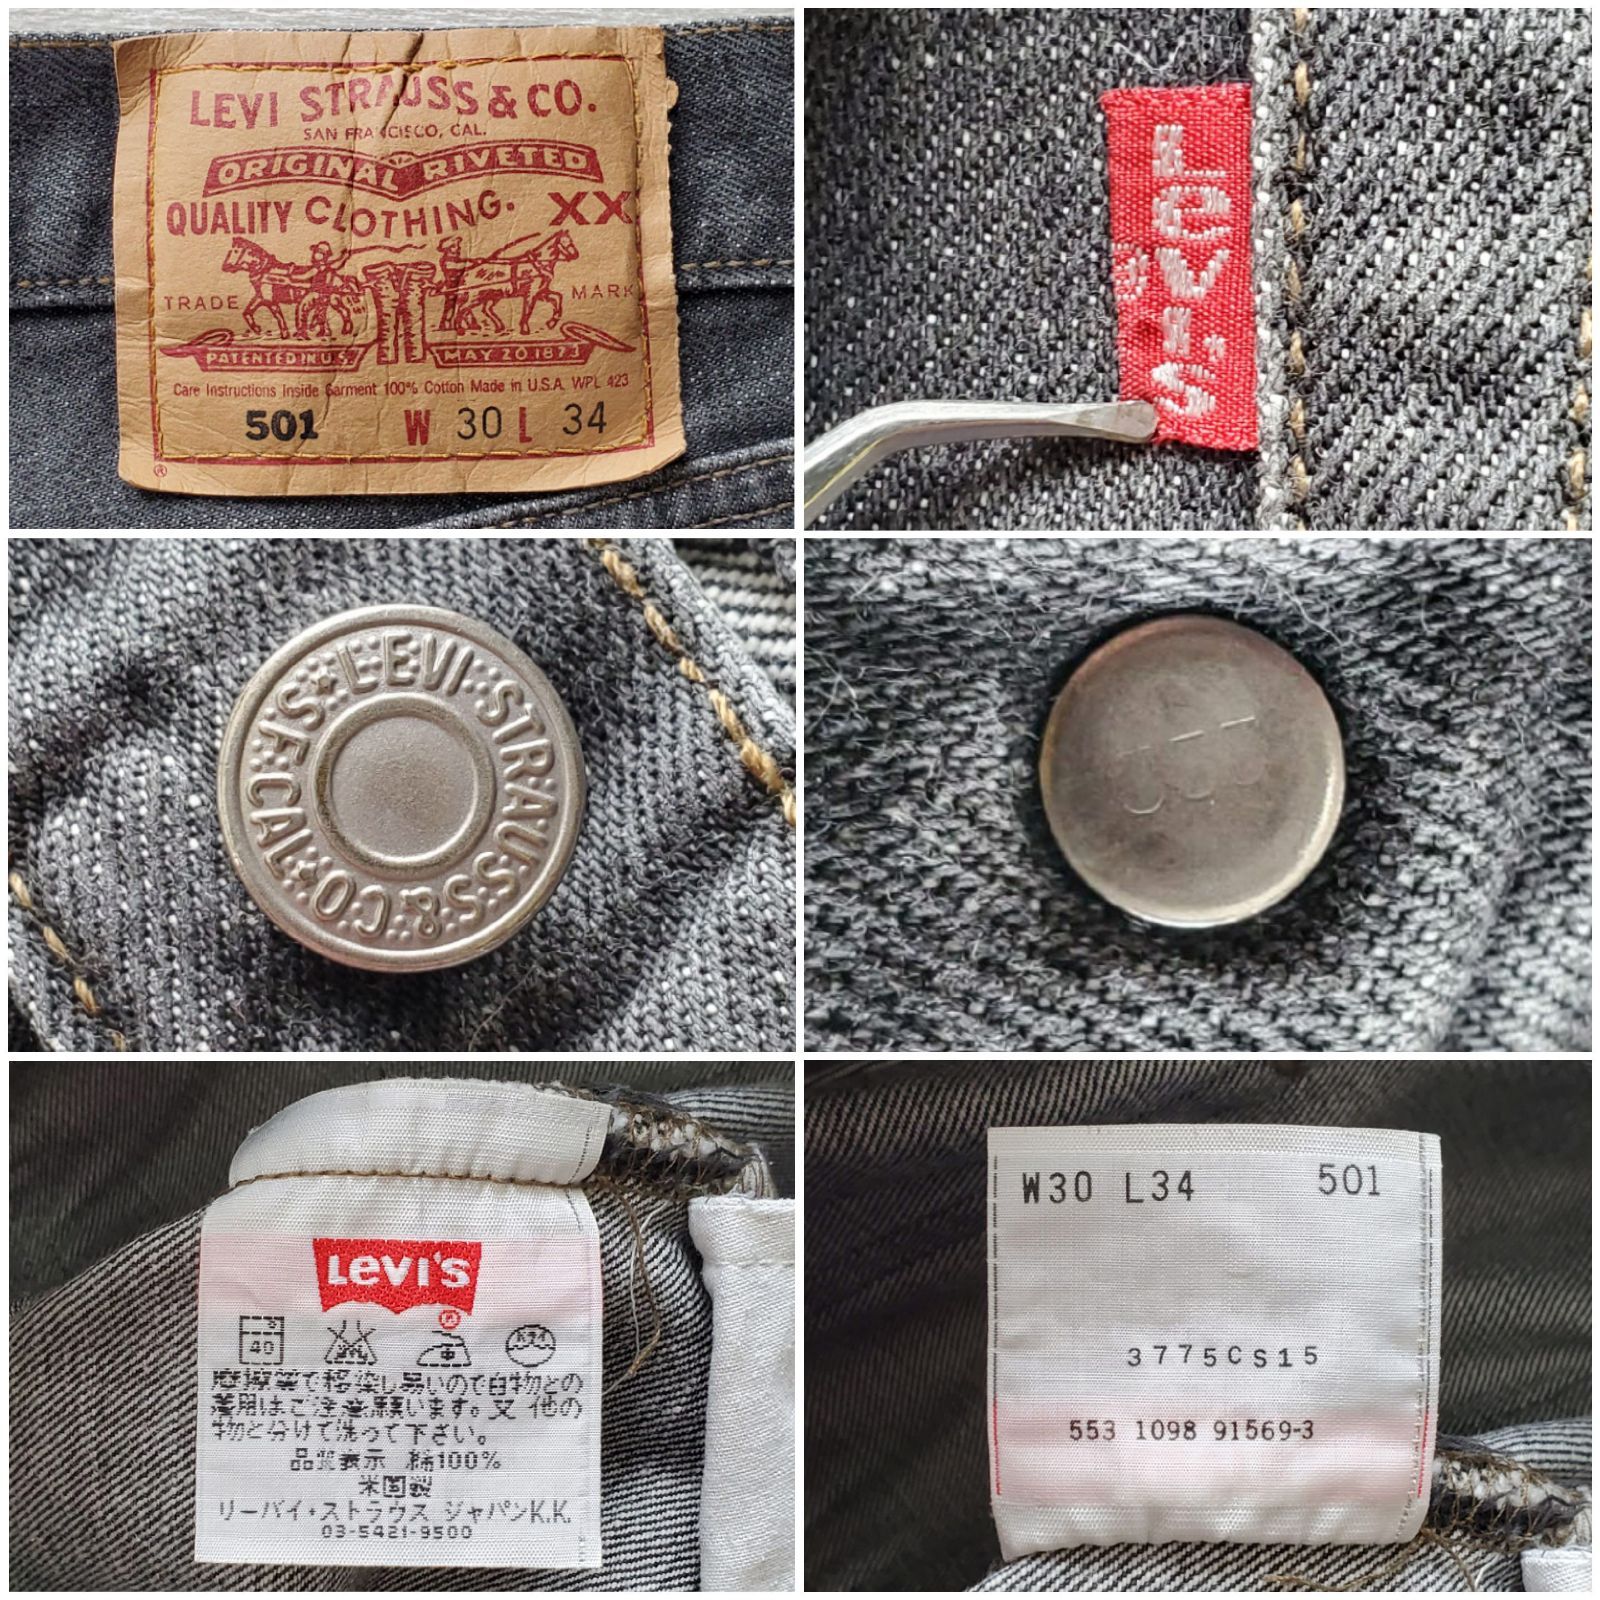 LEVI STRAUSS & CO.
SAN FRANCISCO, CAL.
ORIGINAL RIVETED
QUALITY CLOTHING. XX
TRADE MARK
PATENTED IN U.S. MAY 20 1873
Care Instructions Inside Garment 100% Cotton Made in U.S.A. WPL 423
501 W 30 L 34
®
Levi's
®
LEVI STRAUSS & CO. S.F. CAL.
553
Levi's
®
40
ドライ
摩擦等で移染し易いので白物との
着用はご注意願います。又 他の
物と分けて洗って下さい。
品質表示 綿100%
米国製
リーバイ・ストラウス ジャパンK.K.
03-5421-9500
W30 L34 501
3775CS15
553 1098 91569-3